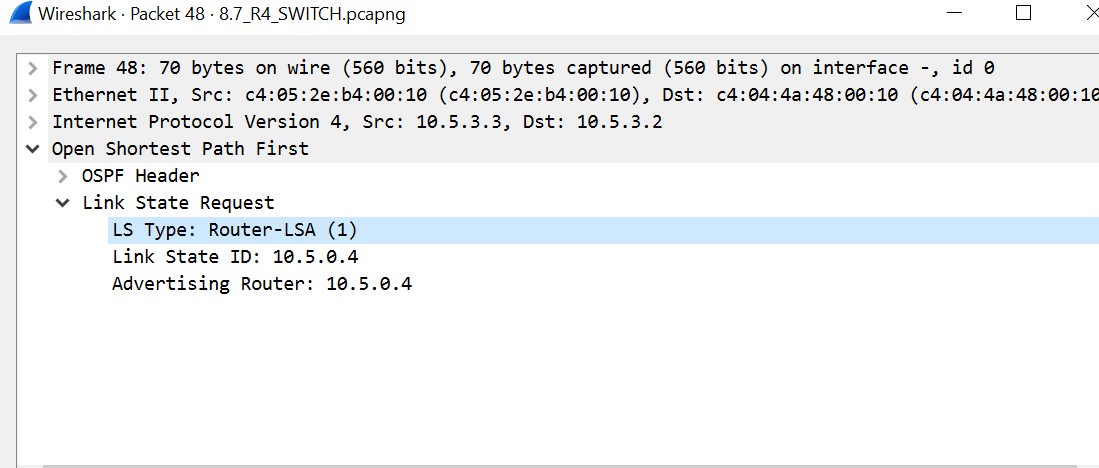 Wireshark · Packet 48 · 8.7_R4_SWITCH.pcapng
Frame 48: 70 bytes on wire (560 bits), 70 bytes captured (560 bits) on interface -, id 0
Ethernet II, Src: c4:05:2e:b4:00:10 (c4:05:2e:b4:00:10), Dst: c4:04:4a:48:00:10 (c4:04:4a:48:00:10
Internet Protocol Version 4, Src: 10.5.3.3, Dst: 10.5.3.2
Open Shortest Path First
OSPF Header
Link State Request
LS Type: Router-LSA (1)
Link State ID: 10.5.0.4
Advertising Router: 10.5.0.4